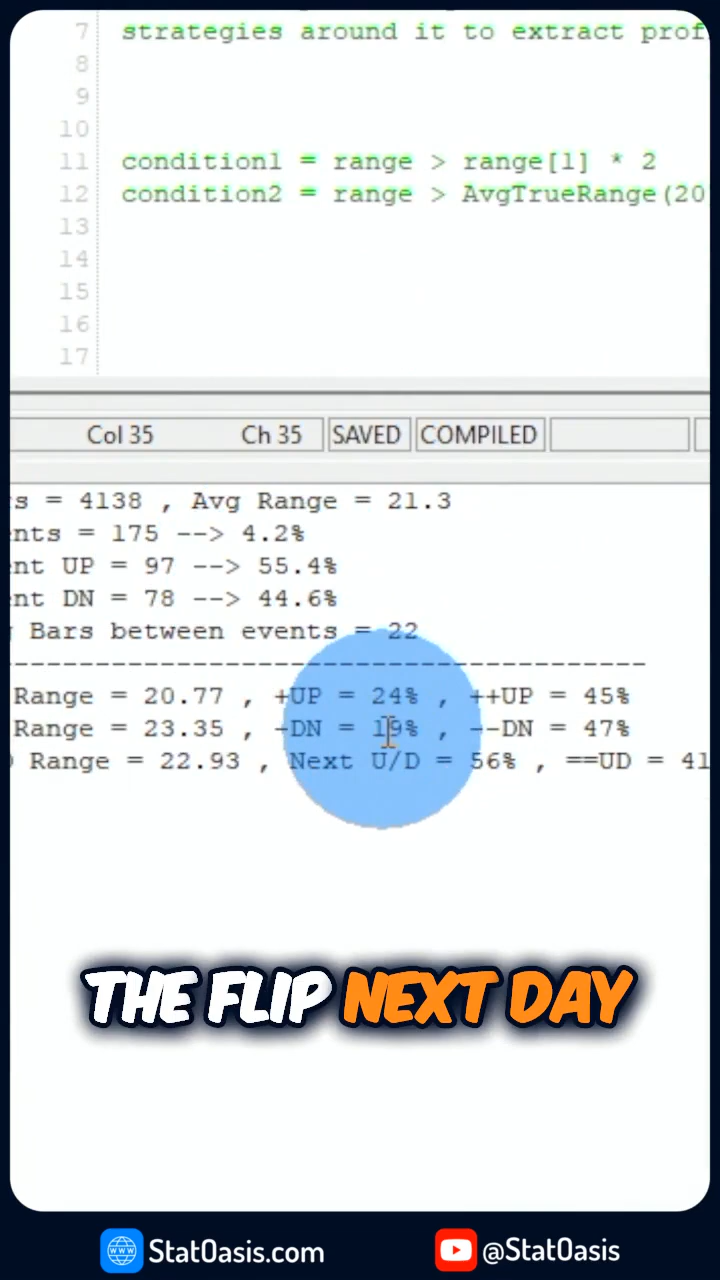 7 strategies around it to extract prof
8
9
10
11 condition1 = range > range[1] * 2
12 condition2 = range > AvgTrueRange(20
13
14
15
16
17
Col 35 Ch 35 SAVED COMPILED
s = 4138 , Avg Range = 21.3
nts = 175 --> 4.2%
nt UP = 97 --> 55.4%
nt DN = 78 --> 44.6%
Bars between events = 22
-------------------------------------------------------
Range = 20.77 , +UP = 24% , ++UP = 45%
Range = 23.35 , -DN = 19% , --DN = 47%
Range = 22.93 , Next U/D = 56% , ==UD = 41
THE FLIP NEXT DAY
www StatOasis.com @StatOasis